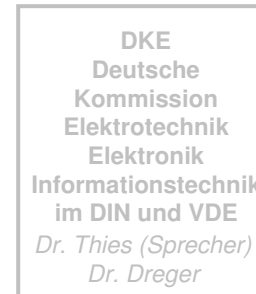 DKE
Deutsche
Kommission
Elektrotechnik
Elektronik
Informationstechnik
im DIN und VDE
Dr. Thies (Sprecher)
Dr. Dreger